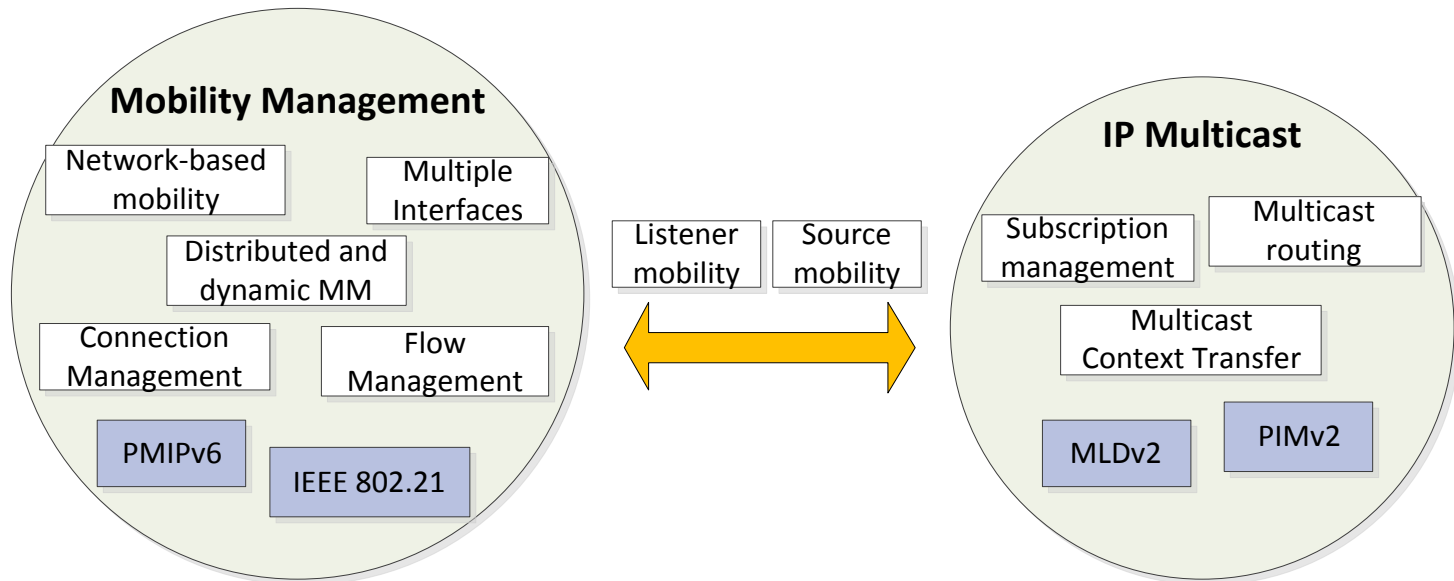 Mobility Management
Network-based
mobility
Multiple
Interfaces
Distributed and
dynamic MM
Connection
Management
Flow
Management
PMIPv6
IEEE 802.21
Listener
mobility
Source
mobility
IP Multicast
Subscription
management
Multicast
routing
Multicast
Context Transfer
MLDv2
PIMv2